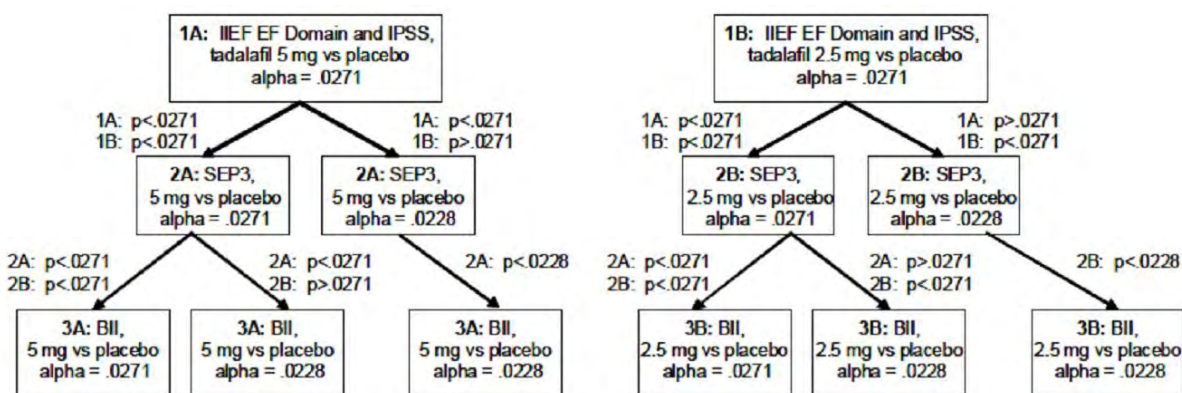 1A: IIEF EF Domain and IPSS,
tadalafil 5 mg vs placebo
alpha = .0271
1B: IIEF EF Domain and IPSS,
tadalafil 2.5 mg vs placebo
alpha = .0271
1A: p<.0271
1B: p<.0271
1A: p<.0271
1B: p>.0271
1A: p<.0271
1B: p<.0271
1A: p>.0271
1B: p<.0271
2A: SEP3,
5 mg vs placebo
alpha = .0271
2A: SEP3,
5 mg vs placebo
alpha = .0228
2B: SEP3,
2.5 mg vs placebo
alpha = .0271
2B: SEP3,
2.5 mg vs placebo
alpha = .0228
2A: p<.0271
2B: p<.0271
2A: p<.0271
2B: p>.0271
2A: p<.0228
2A: p<.0271
2B: p<.0271
2A: p>.0271
2B: p<.0271
2B: p<.0228
3A: BII,
5 mg vs placebo
alpha = .0271
3A: BII,
5 mg vs placebo
alpha = .0228
3A: BII,
5 mg vs placebo
alpha = .0228
3B: BII,
2.5 mg vs placebo
alpha = .0271
3B: BII,
2.5 mg vs placebo
alpha = .0228
3B: BII,
2.5 mg vs placebo
alpha = .0228